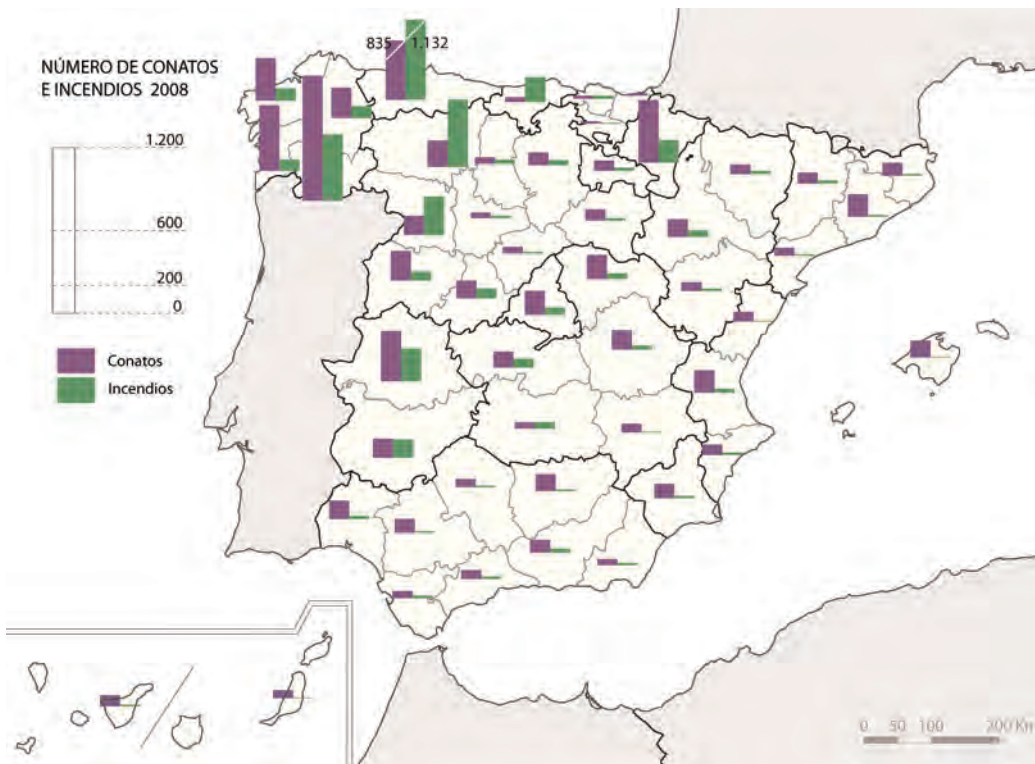 835 1.132
NÚMERO DE CONATOS
E INCENDIOS 2008
1.200
600
200
0
Conatos
Incendios
0 50 100 200 Km